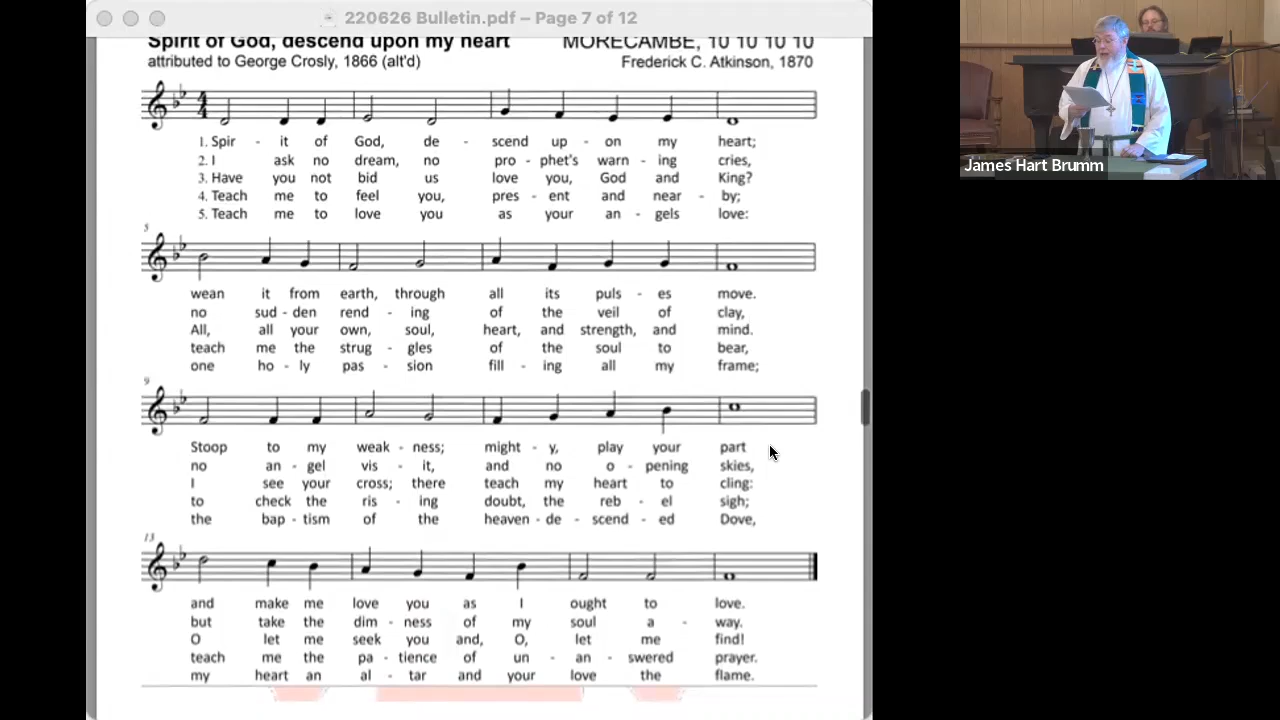 220626 Bulletin.pdf – Page 7 of 12
Spirit of God, descend upon my heart
MORECAMBE, 10 10 10 10
attributed to George Crosly, 1866 (alt'd)
Frederick C. Atkinson, 1870
1. Spir - it of God, de - scend up - on my heart;
2. I ask no dream, no pro - phet's warn - ing cries,
3. Have you not bid us love you, God and King?
4. Teach me to feel you, pres - ent and near - by;
5. Teach me to love you as your an - gels love:
5
wean it from earth, through all its puls - es move.
no sud - den rend - ing of the veil of clay,
All, all your own, soul, heart, and strength, and mind.
teach me the strug - gles of the soul to bear,
one ho - ly pas - sion fill - ing all my frame;
9
Stoop to my weak - ness; might - y, play your part
no an - gel vis - it, and no o - pening skies,
I see your cross; there teach my heart to cling:
to check the ris - ing doubt, the reb - el sigh;
the bap - tism of the heaven - de - scend - ed Dove,
13
and make me love you as I ought to love.
but take the dim - ness of my soul a - way.
O let me seek you and, O, let me find!
teach me the pa - tience of un - an - swered prayer.
my heart an al - tar and your love the flame.
James Hart Brumm